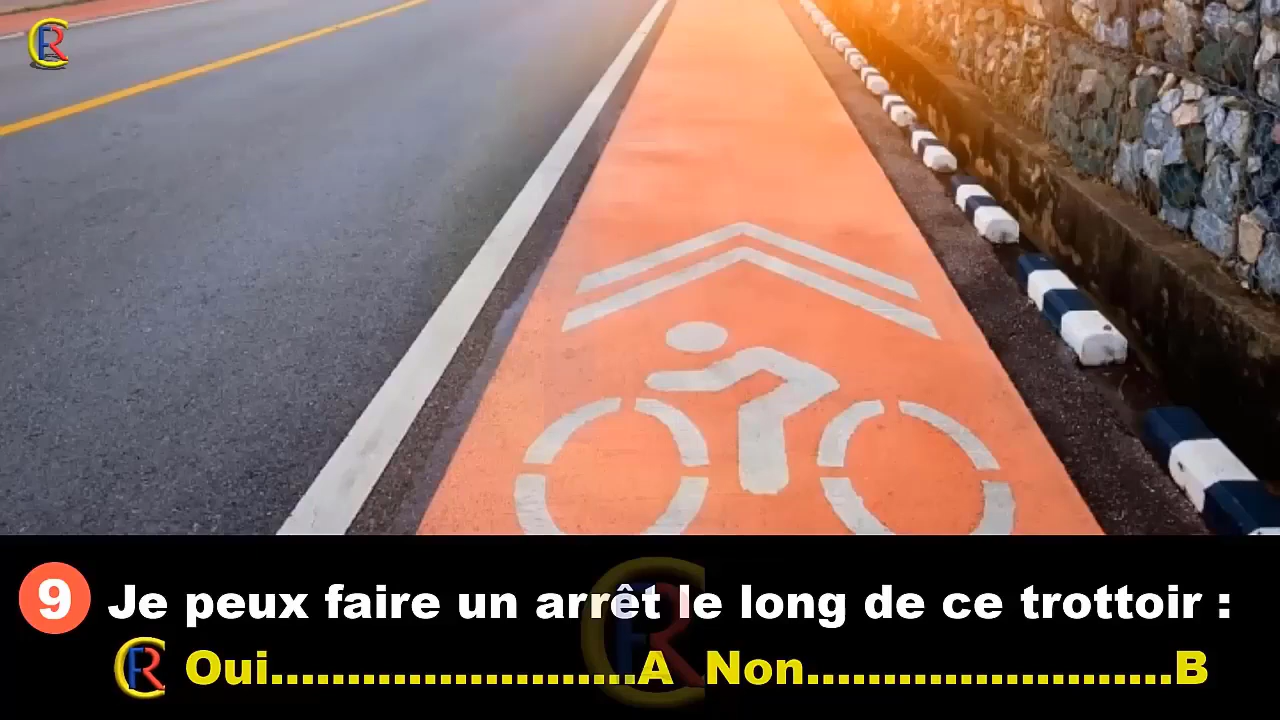 9 Je peux faire un arrêt le long de ce trottoir :
Oui........................A Non........................B